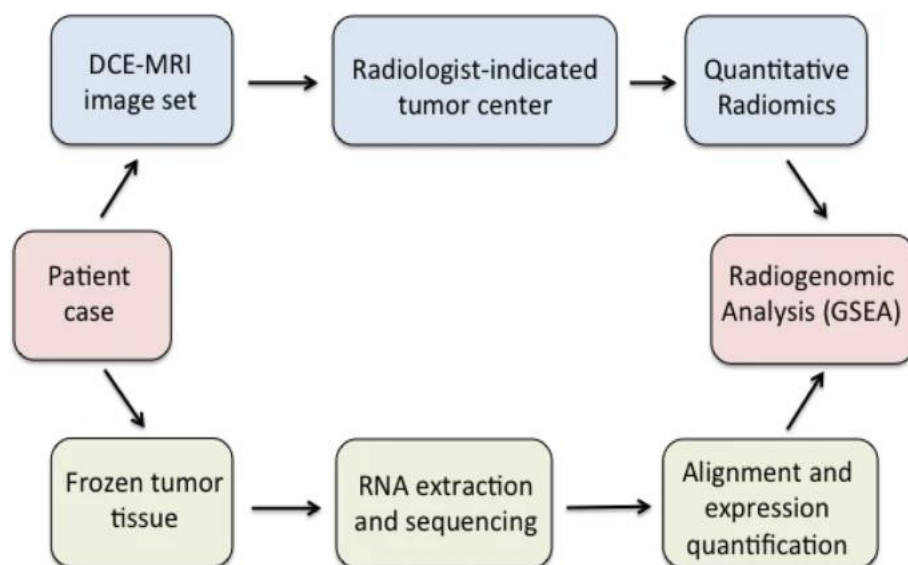 DCE-MRI
image set
Radiologist-indicated
tumor center
Quantitative
Radiomics
Patient
case
Radiogenomic
Analysis (GSEA)
Frozen tumor
tissue
RNA extraction
and sequencing
Alignment and
expression
quantification